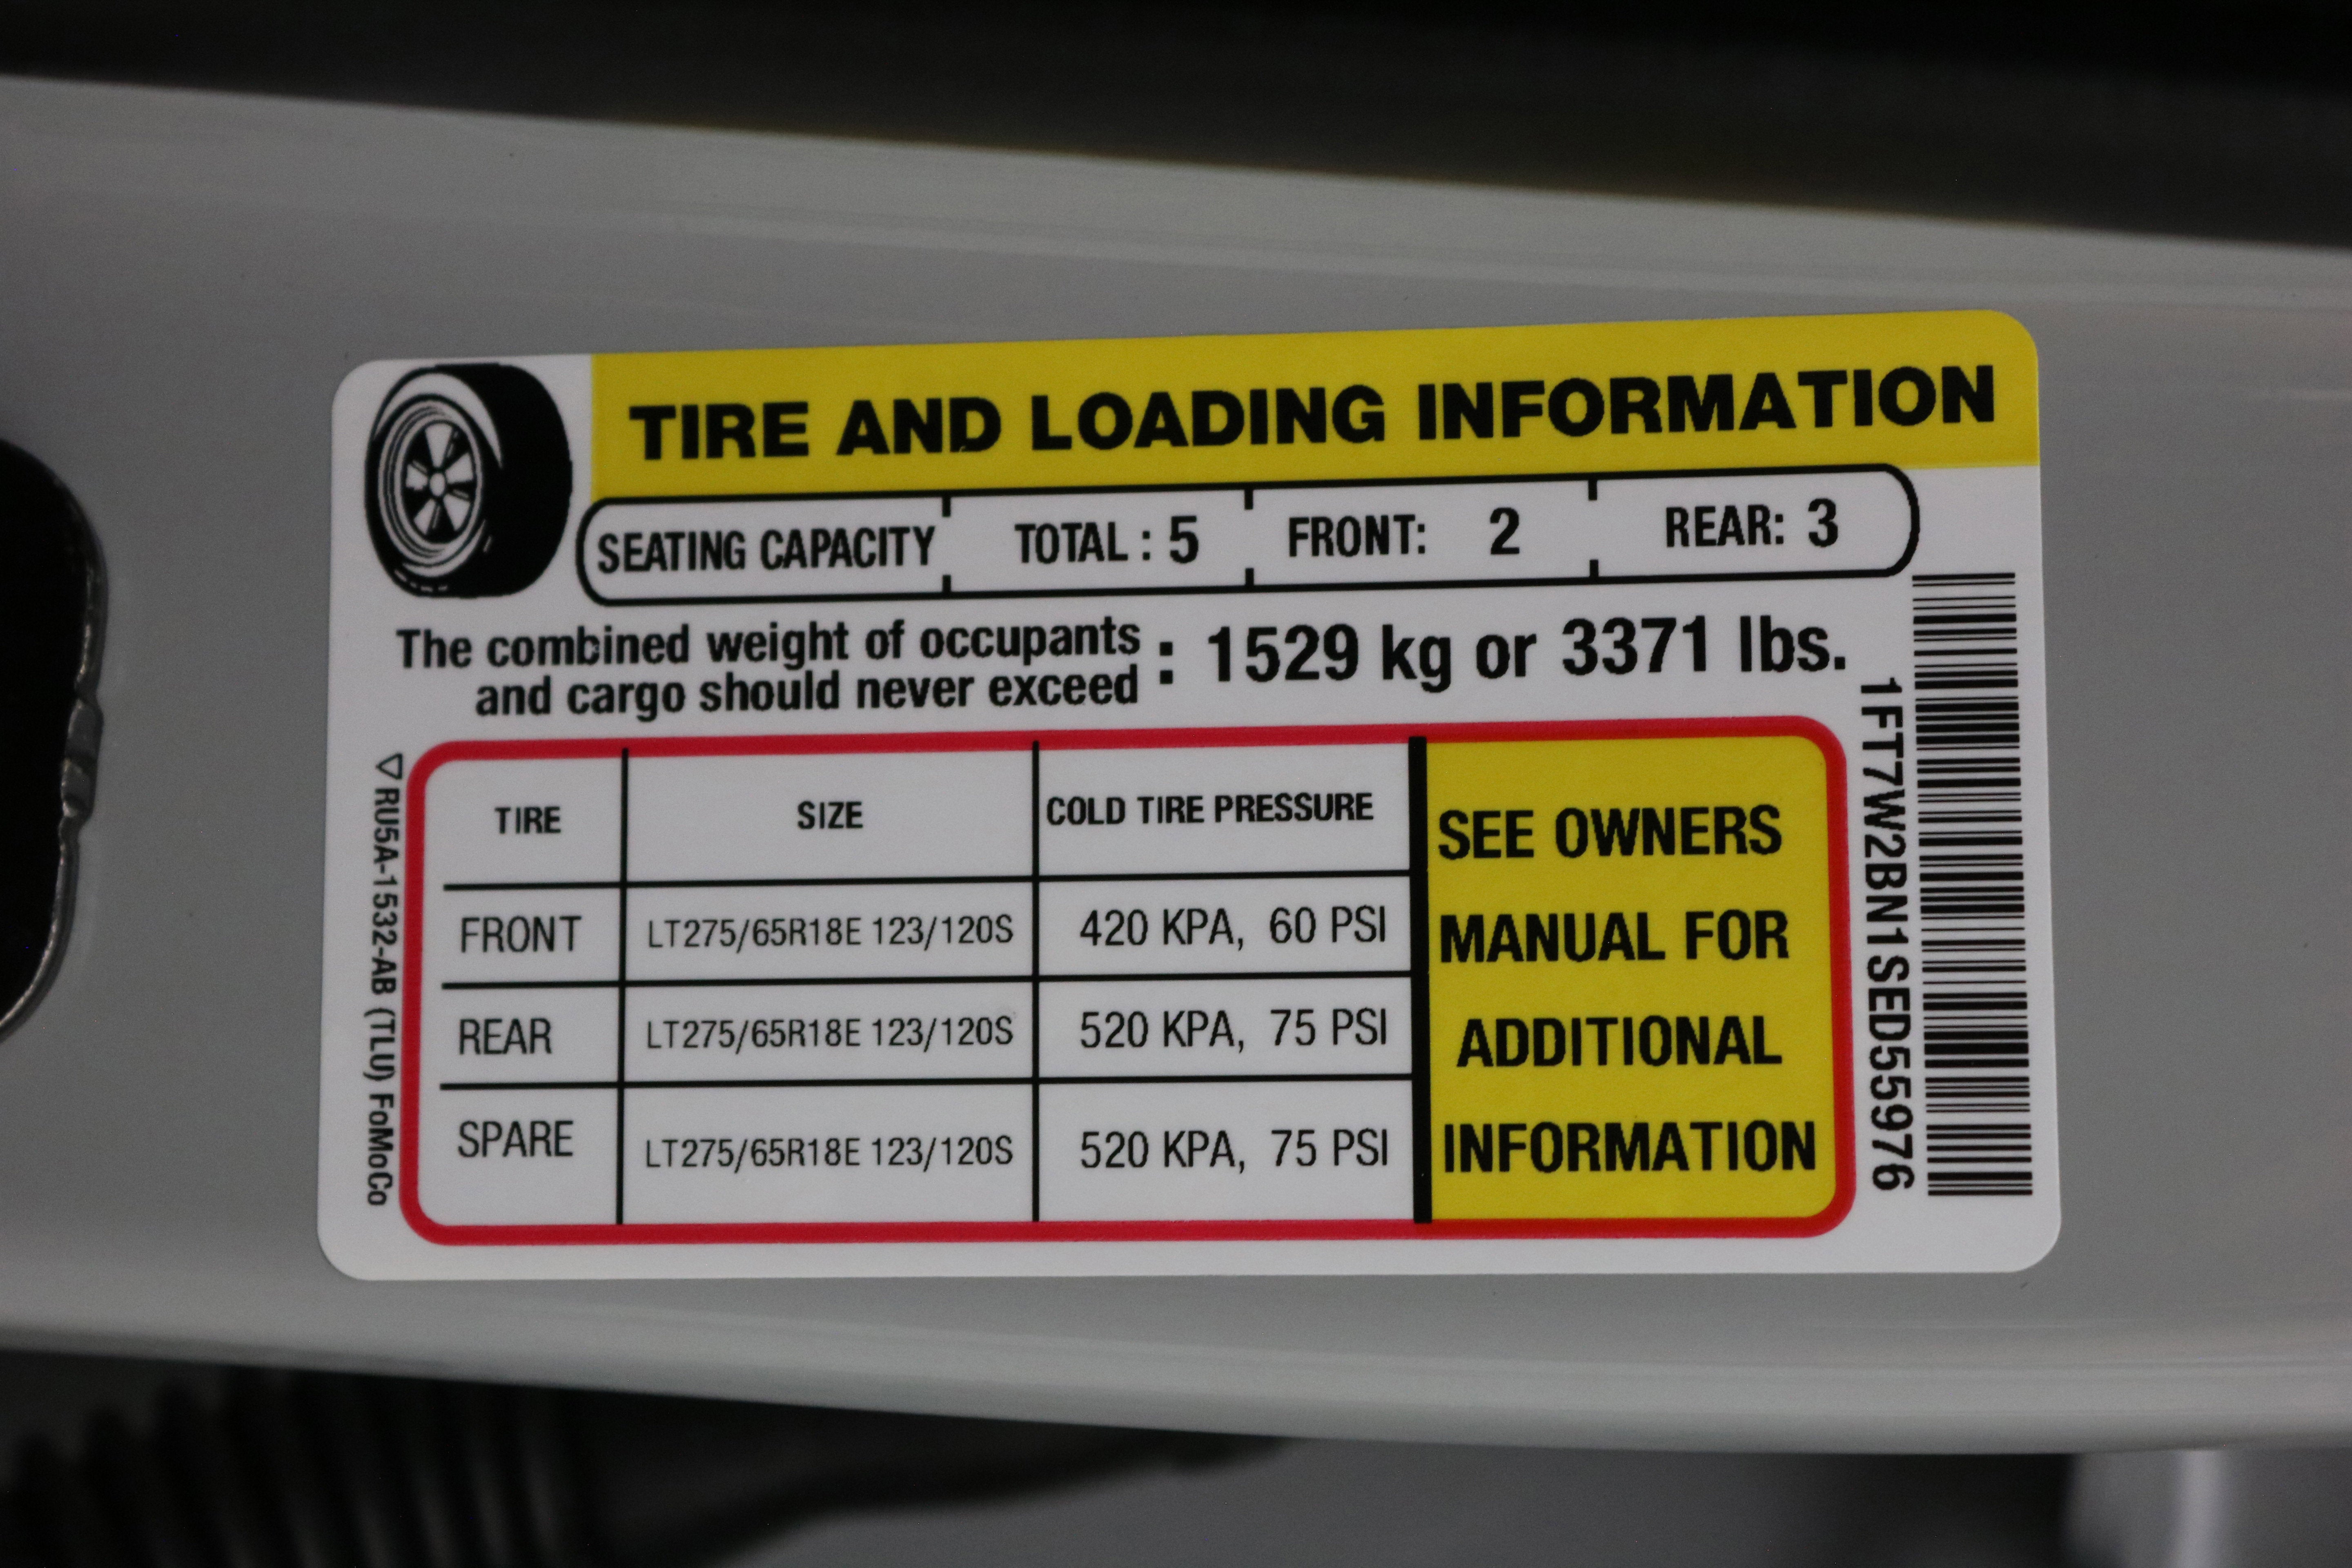 TIRE AND LOADING INFORMATION
SEATING CAPACITY TOTAL : 5 FRONT: 2 REAR: 3
The combined weight of occupants
and cargo should never exceed : 1529 kg or 3371 lbs.
TIRE SIZE COLD TIRE PRESSURE
FRONT LT275/65R18E 123/120S 420 KPA, 60 PSI
REAR LT275/65R18E 123/120S 520 KPA, 75 PSI
SPARE LT275/65R18E 123/120S 520 KPA, 75 PSI
SEE OWNERS
MANUAL FOR
ADDITIONAL
INFORMATION
RU5A-1532-AB (TLU) FoMoCo
1FT7W2BN1SED55976